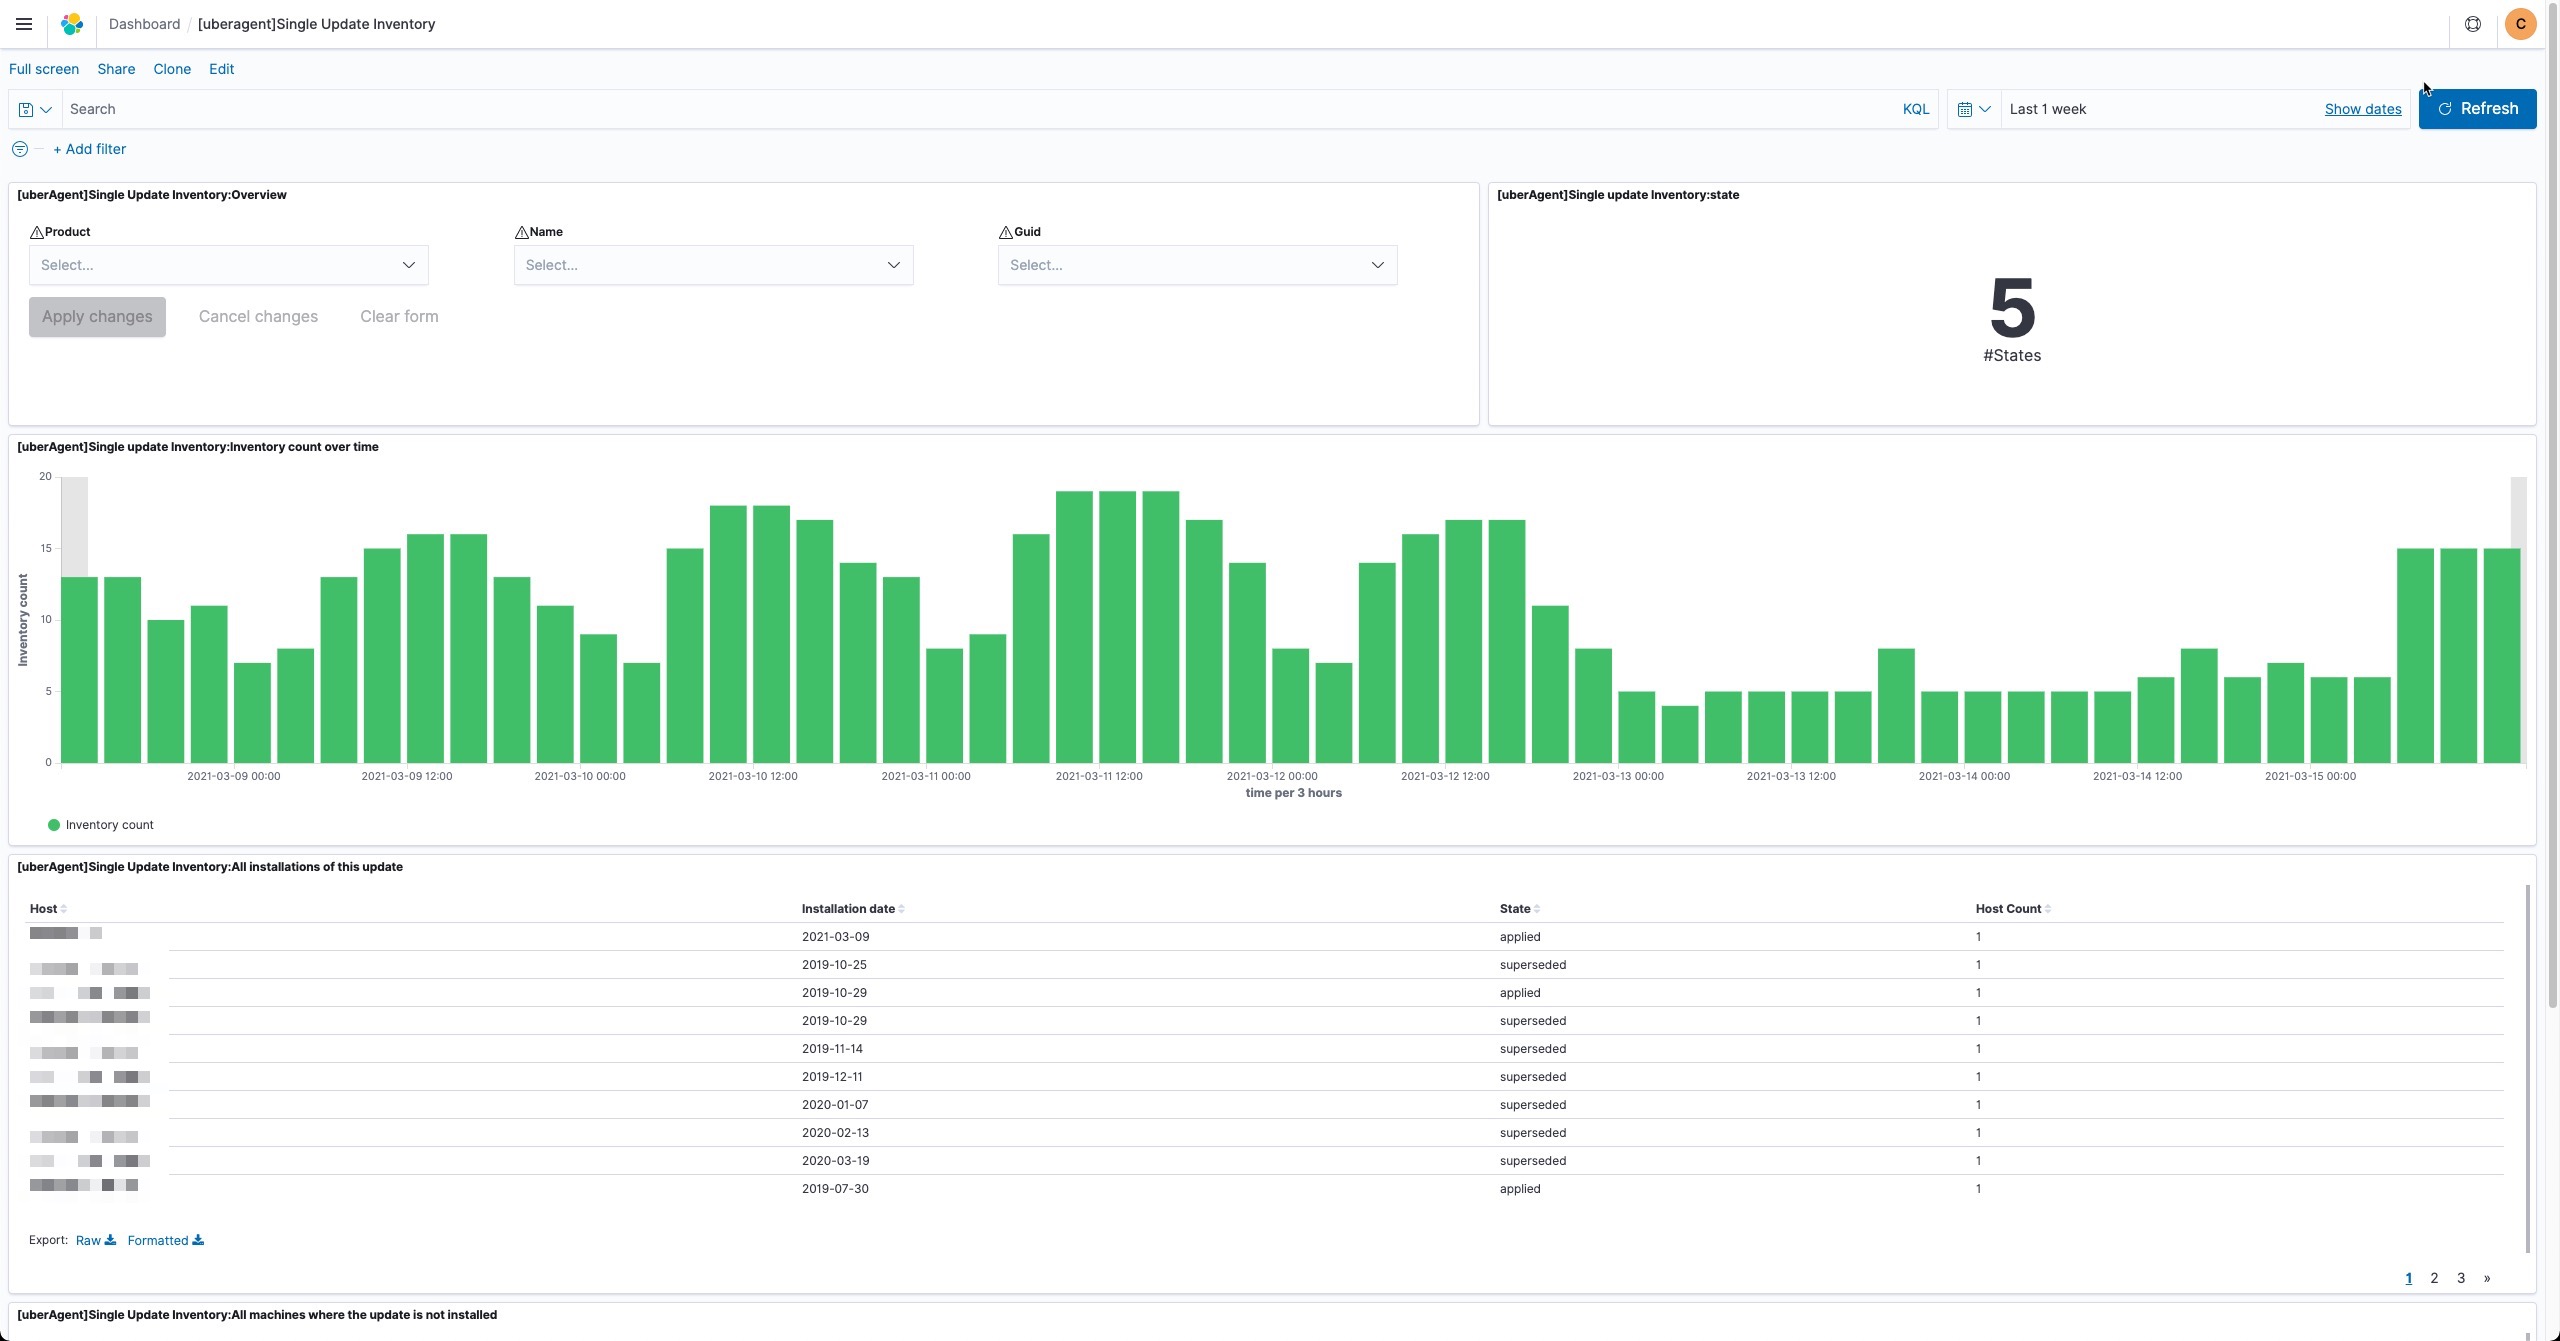 Dashboard / [uberagent]Single Update Inventory
C
Full screen Share Clone Edit
Search KQL Last 1 week Show dates Refresh
+ Add filter
[uberAgent]Single Update Inventory:Overview
Product Name Guid
Select... Select... Select...
Apply changes Cancel changes Clear form
[uberAgent]Single update Inventory:state
5
#States
[uberAgent]Single update Inventory:Inventory count over time
20
15
10
5
0
Inventory count
2021-03-09 00:00 2021-03-09 12:00 2021-03-10 00:00 2021-03-10 12:00 2021-03-11 00:00 2021-03-11 12:00 2021-03-12 00:00 2021-03-12 12:00 2021-03-13 00:00 2021-03-13 12:00 2021-03-14 00:00 2021-03-14 12:00 2021-03-15 00:00
time per 3 hours
Inventory count
[uberAgent]Single Update Inventory:All installations of this update
Host Installation date State Host Count
2021-03-09 applied 1
2019-10-25 superseded 1
2019-10-29 applied 1
2019-10-29 superseded 1
2019-11-14 superseded 1
2019-12-11 superseded 1
2020-01-07 superseded 1
2020-02-13 superseded 1
2020-03-19 superseded 1
2019-07-30 applied 1
Export: Raw Formatted
1 2 3 »
[uberAgent]Single Update Inventory:All machines where the update is not installed